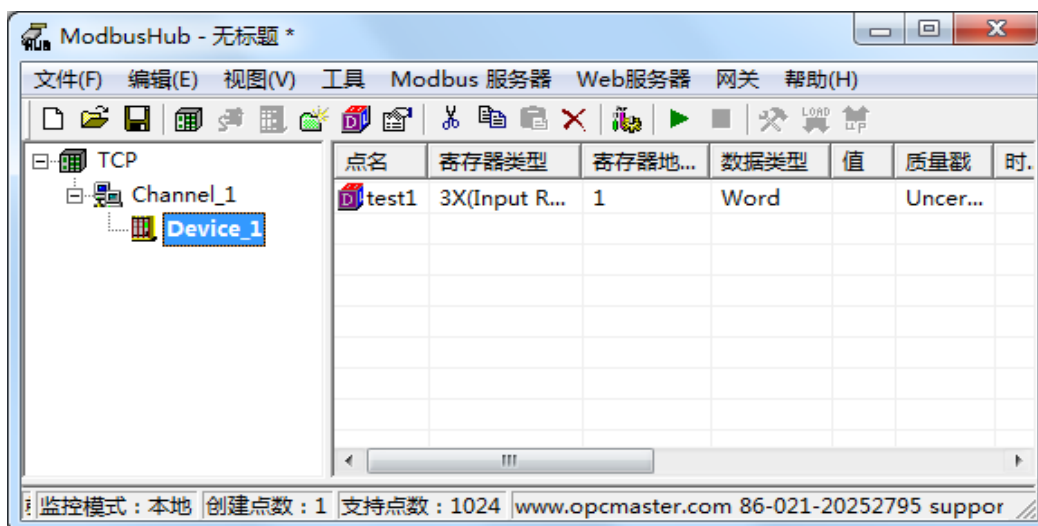 ModbusHub - 无标题 *
文件(F) 编辑(E) 视图(V) 工具 Modbus 服务器 Web服务器 网关 帮助(H)
LOAD UP
TCP
Channel_1
Device_1
点名 寄存器类型 寄存器地... 数据类型 值 质量戳 时..
test1 3X(Input R... 1 Word Uncer...
监控模式：本地 创建点数：1 支持点数：1024 www.opcmaster.com 86-021-20252795 suppor